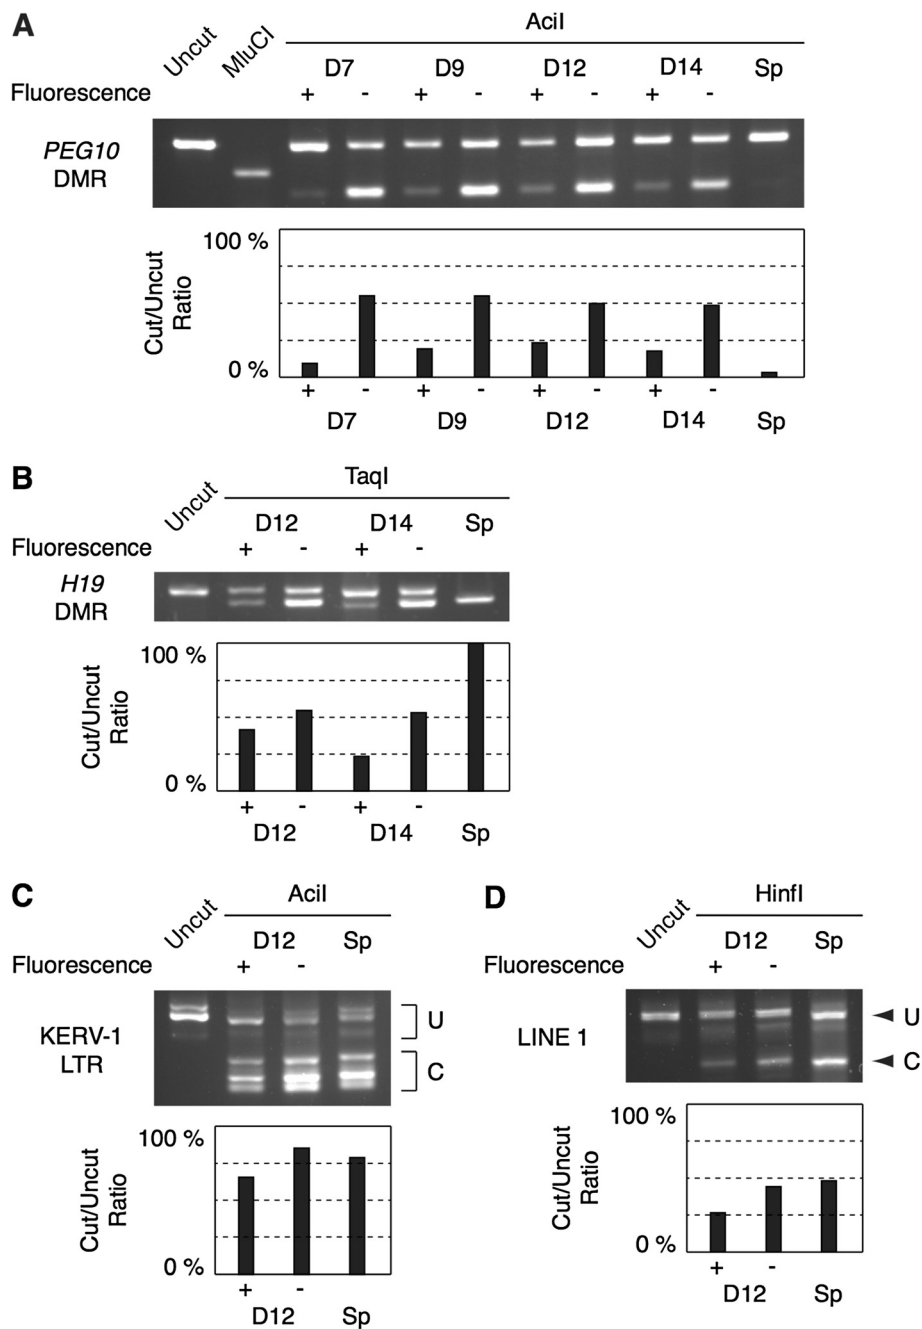 A
AciI
Uncut MluCI D7 D9 D12 D14 Sp
Fluorescence + - + - + - + -
PEG10
DMR
100 %
Cut/Uncut
Ratio
0 %
+ - + - + - + -
D7 D9 D12 D14 Sp
B
TaqI
Uncut D12 D14 Sp
Fluorescence + - + -
H19
DMR
100 %
Cut/Uncut
Ratio
0 %
+ - + -
D12 D14 Sp
C
AciI
Uncut D12 Sp
Fluorescence + -
KERV-1
LTR
U
C
100 %
Cut/Uncut
Ratio
0 %
+ -
D12 Sp
D
HinfI
Uncut D12 Sp
Fluorescence + -
LINE 1
U
C
100 %
Cut/Uncut
Ratio
0 %
+ -
D12 Sp